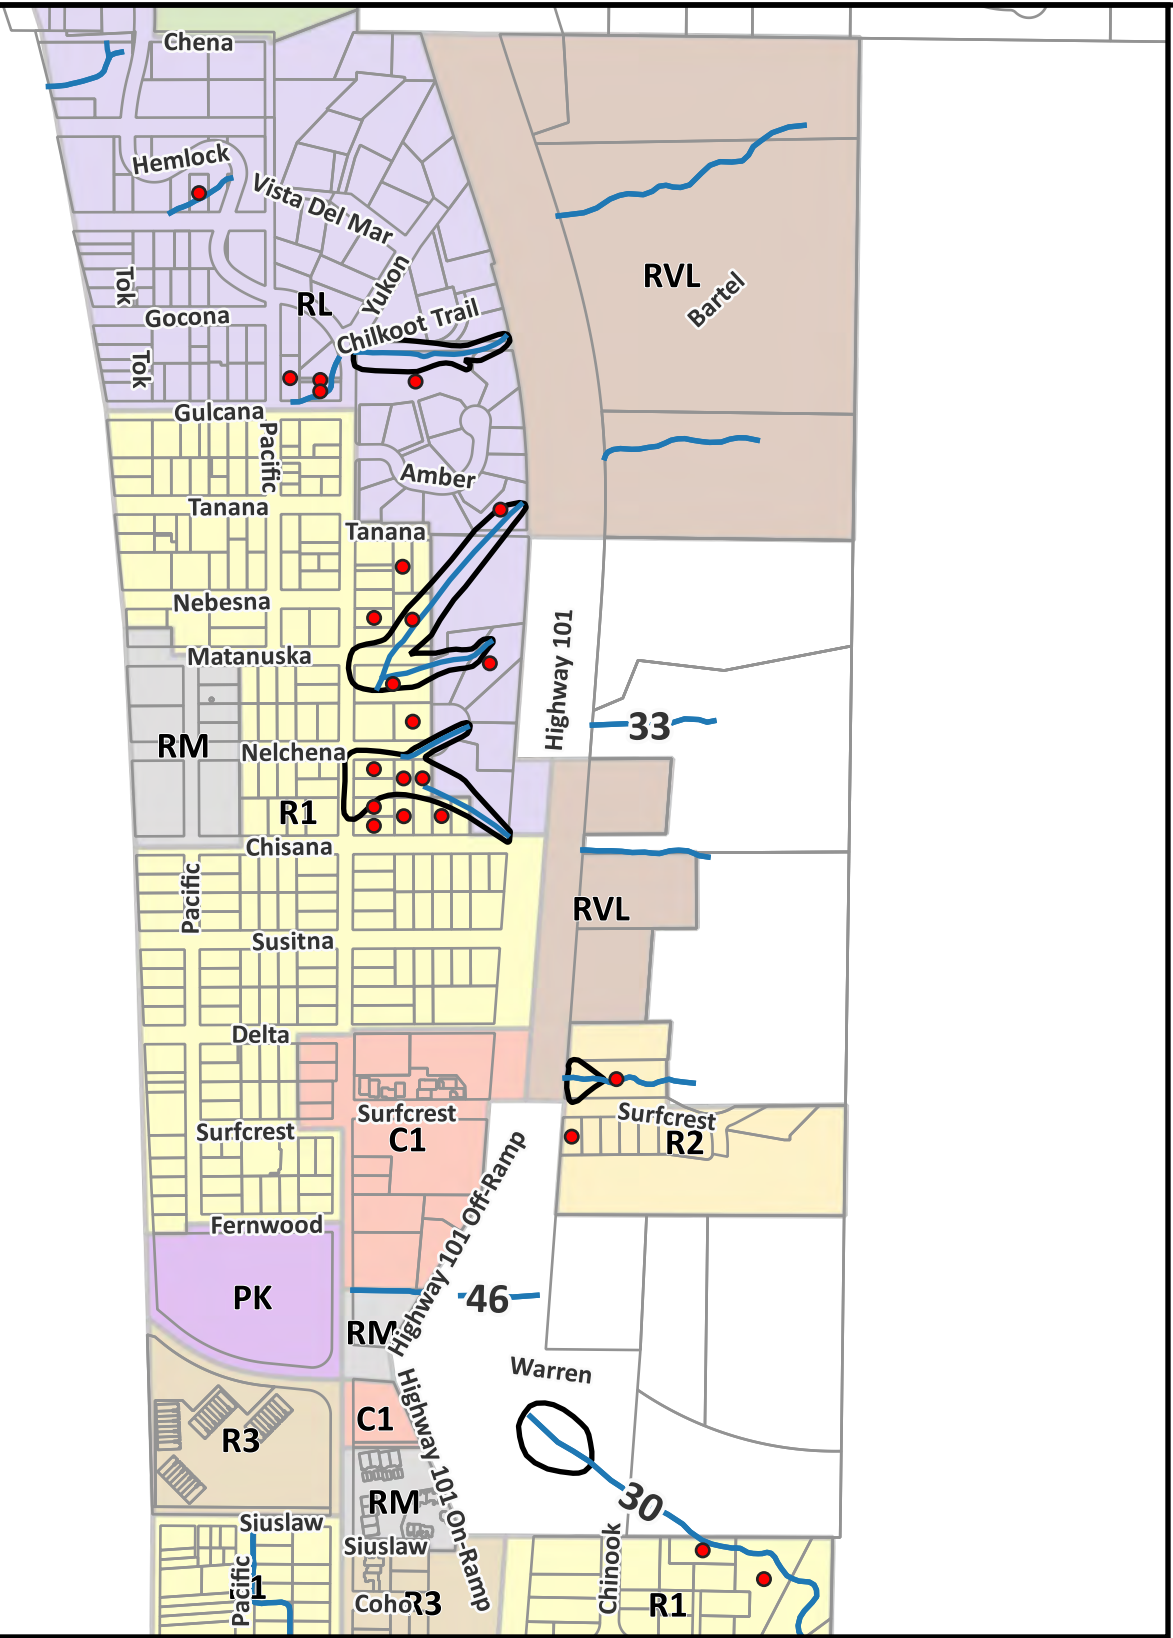 Chena
Hemlock
Vista Del Mar
Yukon
RVL
Bartel
Tok
RL
Gocona
Chilkoot Trail
Tok
Gulcana
Pacific
Amber
Tanana
Tanana
Nebesna
Matanuska
Highway 101
33
RM
Nelchena
R1
Chisana
Pacific
RVL
Susitna
Delta
Surfcrest
Surfcrest
Surfcrest
C1
R2
Highway 101 Off-Ramp
Fernwood
PK
46
RM
Warren
Highway 101 On-Ramp
C1
R3
RM
30
Siuslaw
Siuslaw
Pacific
Chinook
Coho
R3
R1